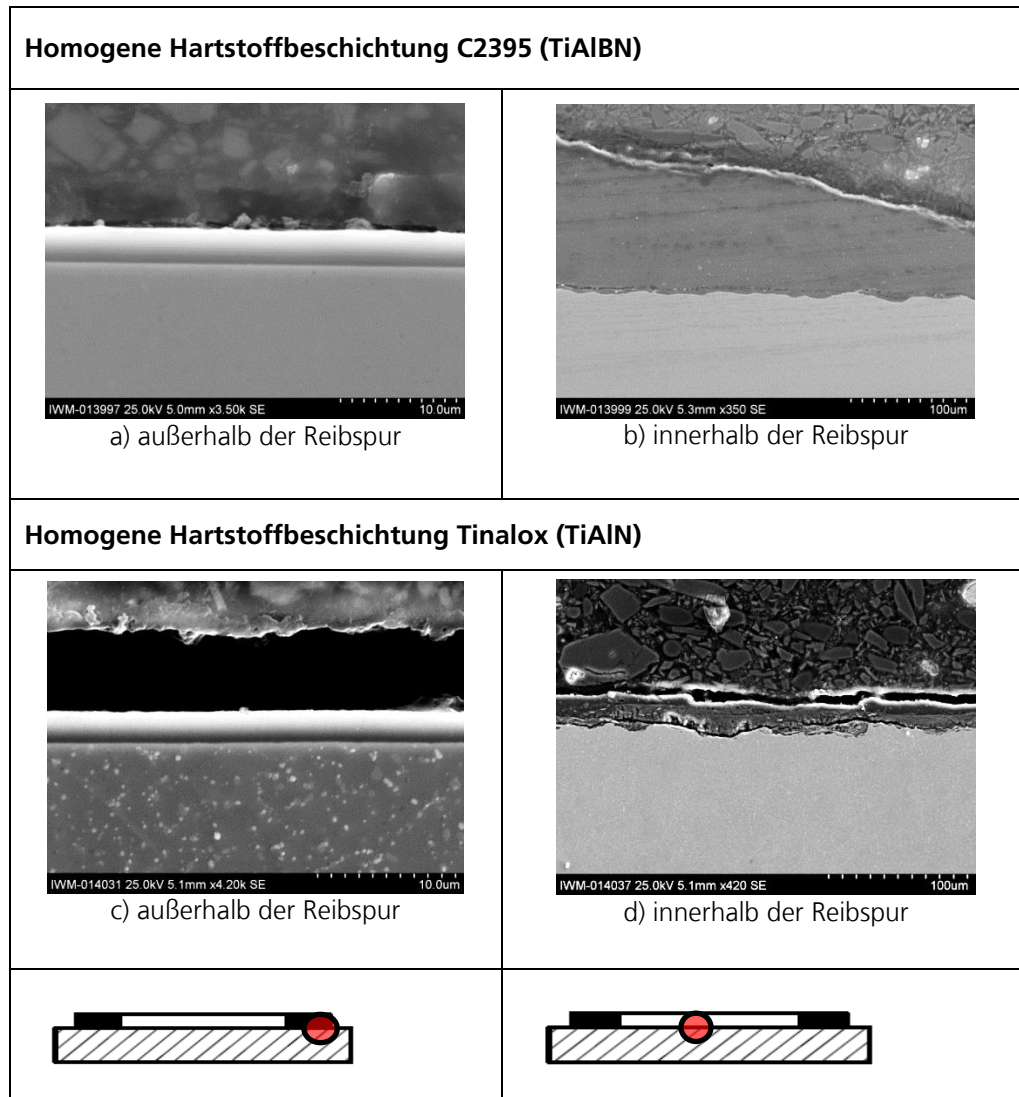 Homogene Hartstoffbeschichtung C2395 (TiAlBN)
IWM-013997 25.0kV 5.0mm x3.50k SE 10.0um
a) außerhalb der Reibspur
IWM-013999 25.0kV 5.3mm x350 SE 100um
b) innerhalb der Reibspur
Homogene Hartstoffbeschichtung Tinalox (TiAlN)
IWM-014031 25.0kV 5.1mm x4.20k SE 10.0um
c) außerhalb der Reibspur
IWM-014037 25.0kV 5.1mm x420 SE 100um
d) innerhalb der Reibspur